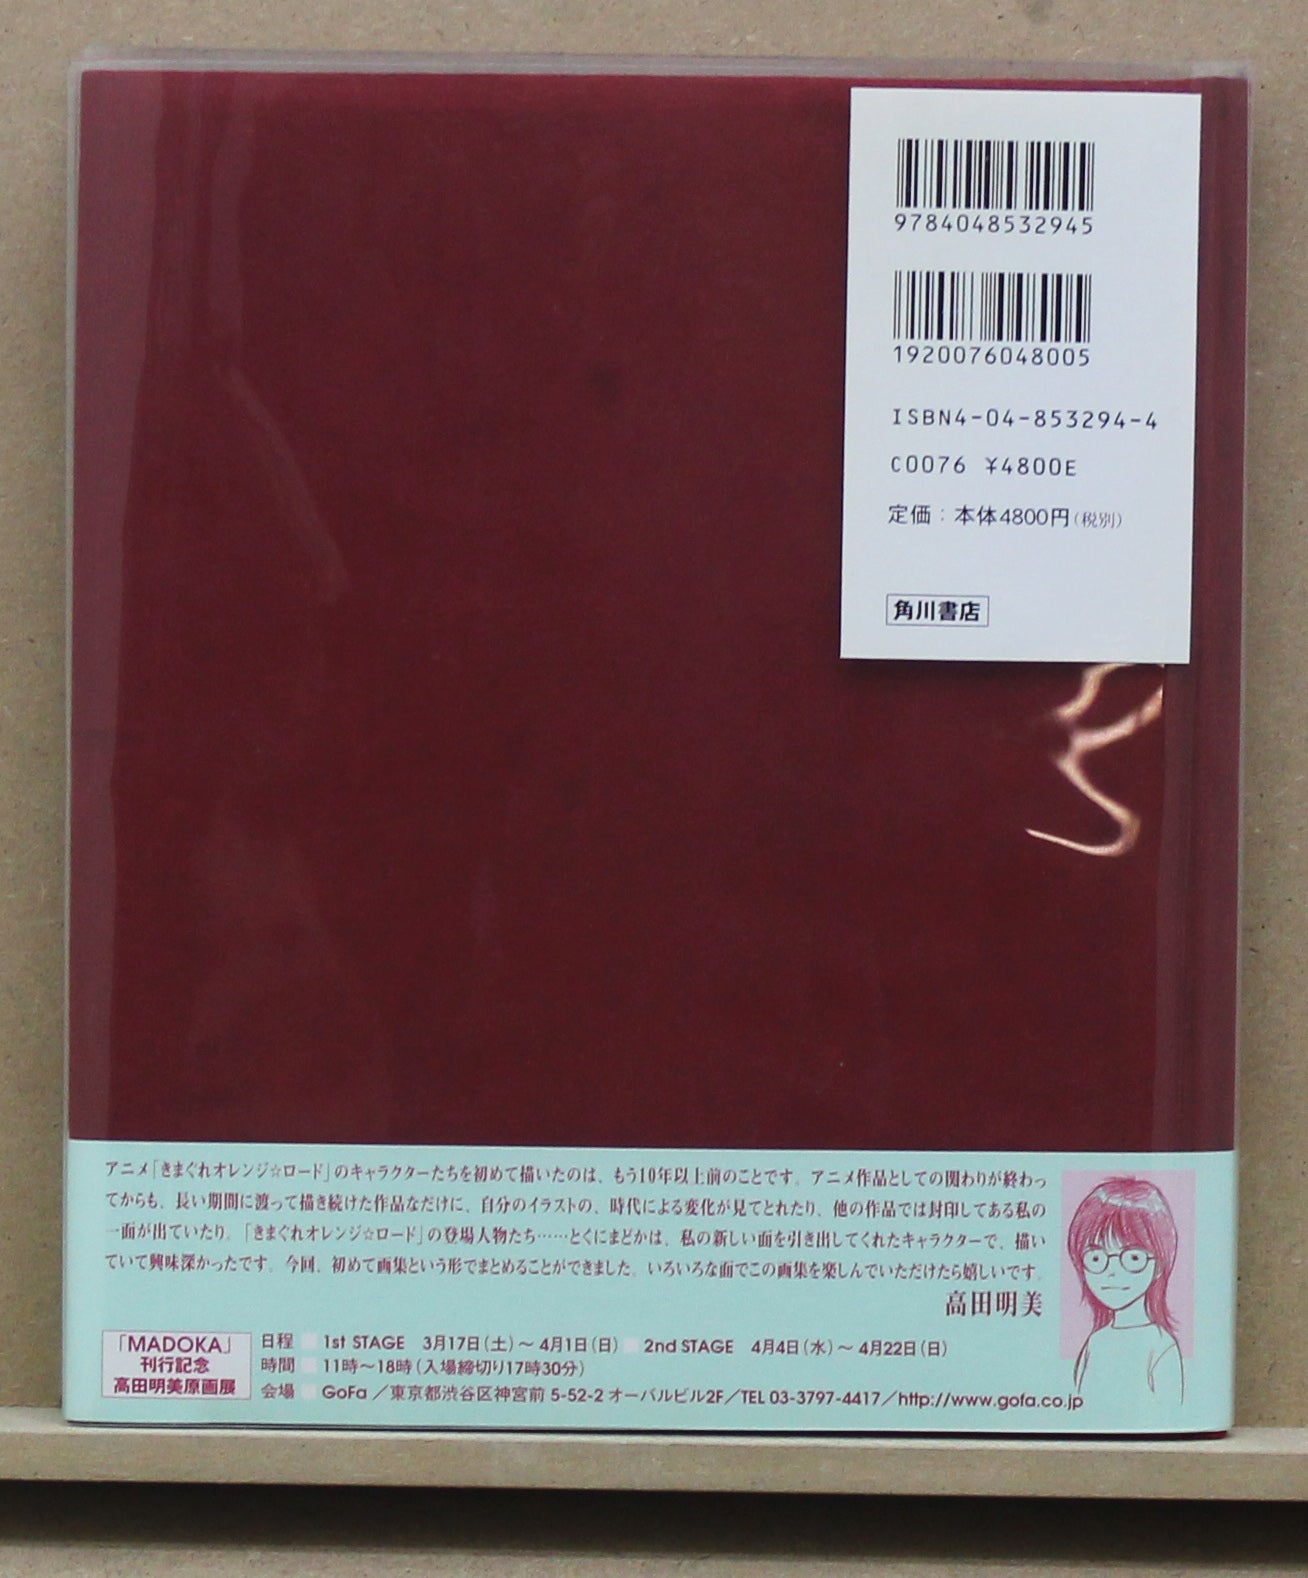 9784048532945
1920076048005
ISBN4-04-853294-4
C0076 ¥4800E
定価：本体4800円（税別）
角川書店
アニメ「きまぐれオレンジ☆ロード」のキャラクターたちを初めて描いたのは、もう10年以上前のことです。アニメ作品としての関わりが終わっ
てからも、長い期間に渡って描き続けた作品なだけに、自分のイラストの、時代による変化が見てとれたり、他の作品では封印してある私の
一面が出ていたり。「きまぐれオレンジ☆ロード」の登場人物たち……とくにまどかは、私の新しい面を引き出してくれたキャラクターで、描い
ていて興味深かったです。今回、初めて画集という形でまとめることができました。いろいろな面でこの画集を楽しんでいただけたら嬉しいです。
高田明美
「MADOKA」
刊行記念
高田明美原画展
日程 1st STAGE 3月17日（土）～4月1日（日） 2nd STAGE 4月4日（水）～4月22日（日）
時間 11時～18時（入場締切り17時30分）
会場 GoFa／東京都渋谷区神宮前 5-52-2 オーバルビル2F／TEL 03-3797-4417／http://www.gofa.co.jp